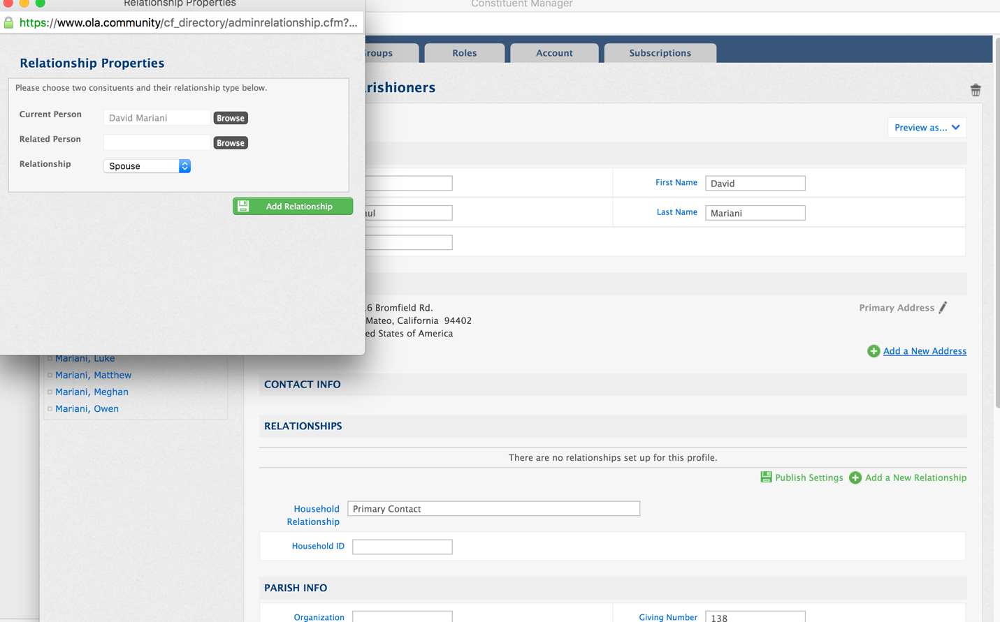 Relationship Properties
Constituent Manager
https://www.ola.community/cf_directory/adminrelationship.cfm?...
Roles
Account
Subscriptions
Relationship Properties
Please choose two consituents and their relationship type below.
Current Person
David Mariani
Browse
Related Person
Browse
Relationship
Spouse
Add Relationship
Preview as...
First Name
David
Last Name
Mariani
6 Bromfield Rd.
Mateo, California 94402
States of America
Primary Address
Add a New Address
Mariani, Luke
Mariani, Matthew
Mariani, Meghan
Mariani, Owen
CONTACT INFO
RELATIONSHIPS
There are no relationships set up for this profile.
Publish Settings
Add a New Relationship
Household
Relationship
Primary Contact
Household ID
PARISH INFO
Organization
Giving Number
138